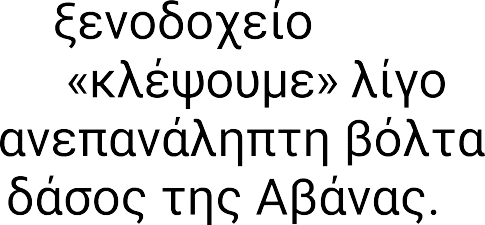 ξενοδοχείο
«κλέψουμε» λίγο
ανεπανάληπτη βόλτα
δάσος της Αβάνας.